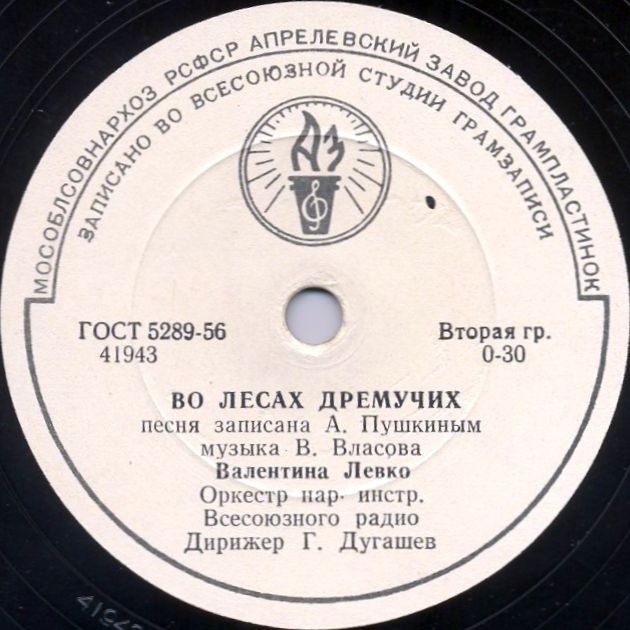 МОСОБЛСОВНАРХОЗ РСФСР АПРЕЛЕВСКИЙ ЗАВОД ГРАМПЛАСТИНОК
ЗАПИСАНО ВО ВСЕСОЮЗНОЙ СТУДИИ ГРАМЗАПИСИ
АЗ
ГОСТ 5289-56 Вторая гр.
41943 0-30
ВО ЛЕСАХ ДРЕМУЧИХ
песня записана А. Пушкиным
музыка В. Власова
Валентина Левко
Оркестр нар. инстр.
Всесоюзного радио
Дирижер Г. Дугашев